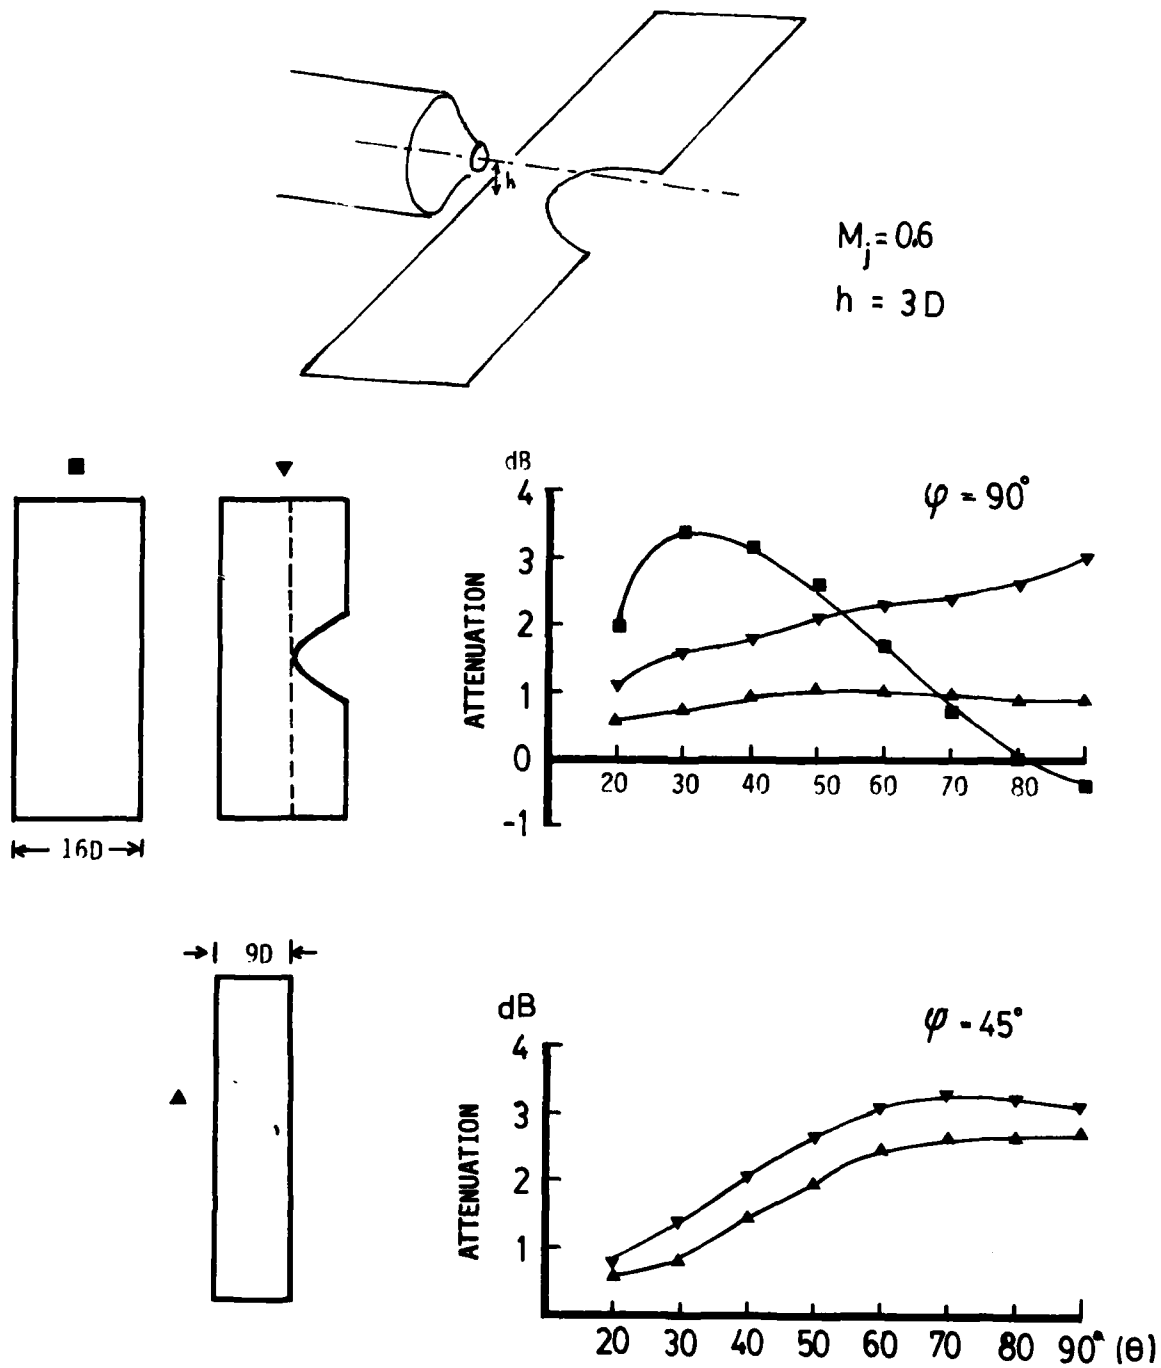 h
Mj = 0.6
h = 3D
16D
dB
φ = 90°
ATTENUATION
4
3
2
1
0
-1
20 30 40 50 60 70 80
9D
dB
φ - 45°
ATTENUATION
4
3
2
1
20 30 40 50 60 70 80 90° (θ)